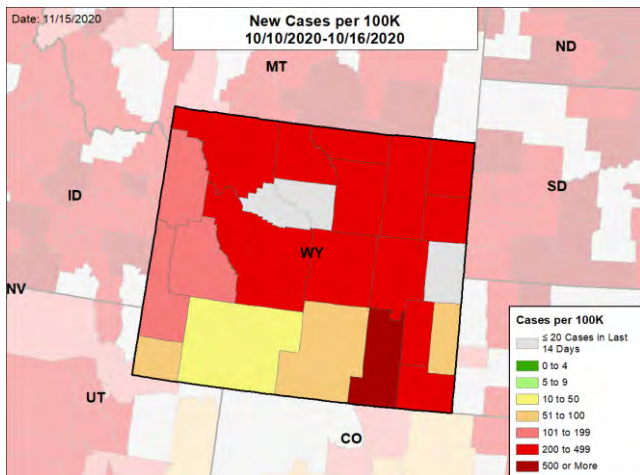 Date: 11/15/2020
New Cases per 100K
10/10/2020-10/16/2020
ND
MT
ID
SD
WY
NV
UT
CO
Cases per 100K
≤ 20 Cases in Last
14 Days
0 to 4
5 to 9
10 to 50
51 to 100
101 to 199
200 to 499
500 or More